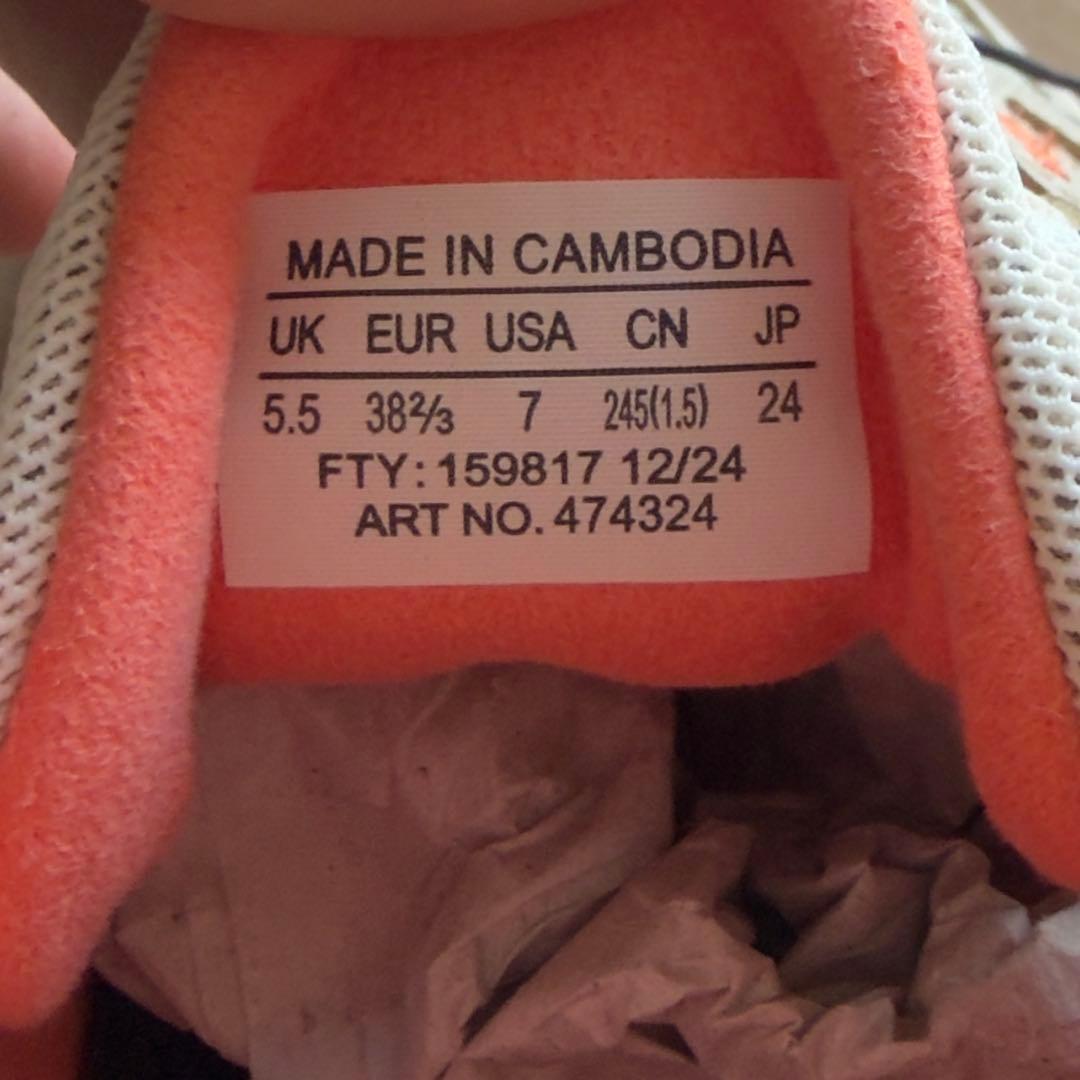 MADE IN CAMBODIA
UK EUR USA CN JP
5.5 38⅔ 7 245(1.5) 24
FTY: 159817 12/24
ART NO. 474324